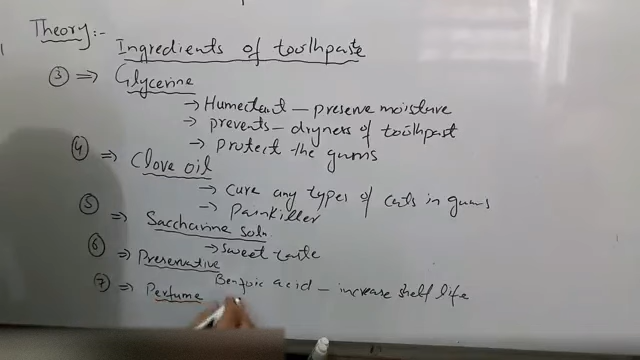 Theory:-
Ingredients of toothpaste
③ ⇒ Glycerine
→ Humectant — preserve moisture
→ prevents — dryness of toothpast
→ protect the gums
④ ⇒ Clove oil
→ cure any types of cuts in gums
→ Painkiller
⑤ ⇒ Saccharine soln
→ sweet taste
⑥ ⇒ Preservative
Benzoic acid — increase shelf life
⑦ ⇒ Perfume